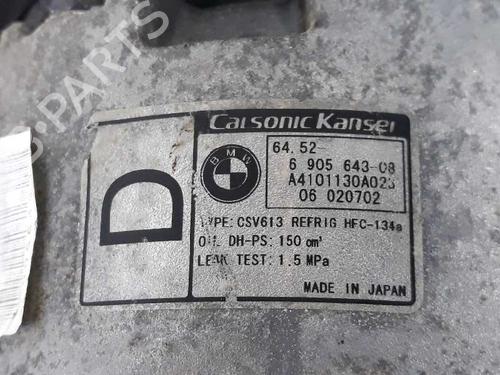 Calsonic Kansei
D
BMW
64.52-
6 905 643-08
A4101130A023
06 020702
TYPE: CSV613 REFRIG HFC-134a
OIL DH-PS: 150 cm³
LEAK TEST: 1.5 MPa
MADE IN JAPAN